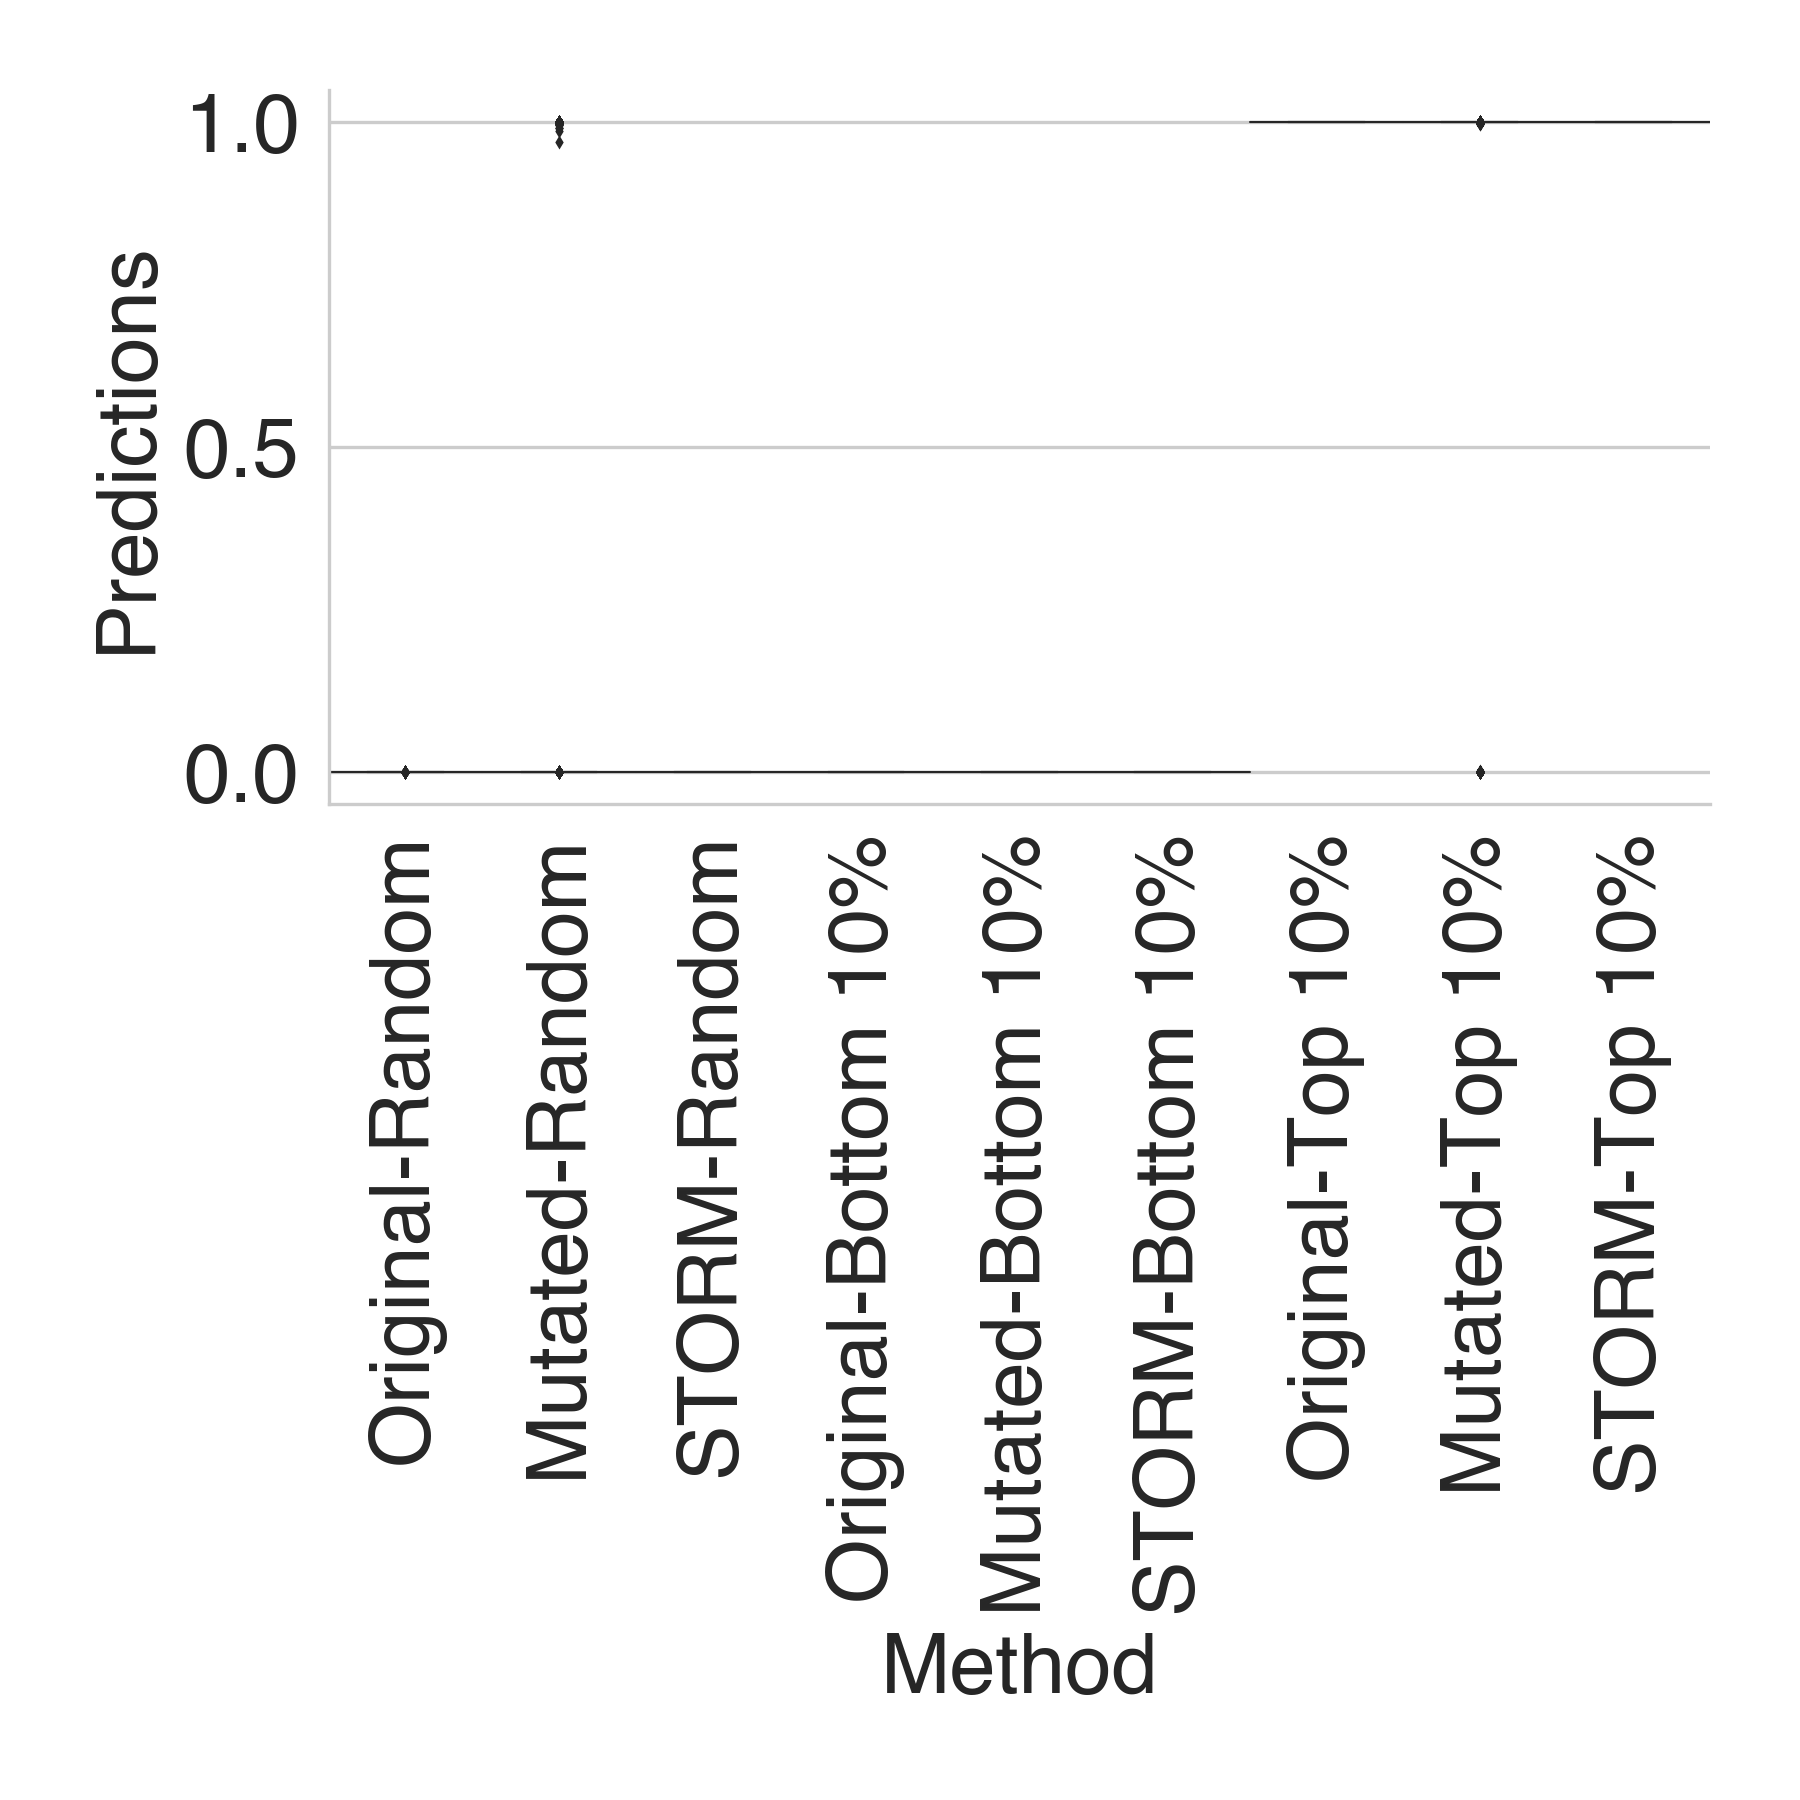 Predictions
1.0
0.5
0.0
Original-Random
Mutated-Random
STORM-Random
Original-Bottom 10%
Mutated-Bottom 10%
STORM-Bottom 10%
Original-Top 10%
Mutated-Top 10%
STORM-Top 10%
Method